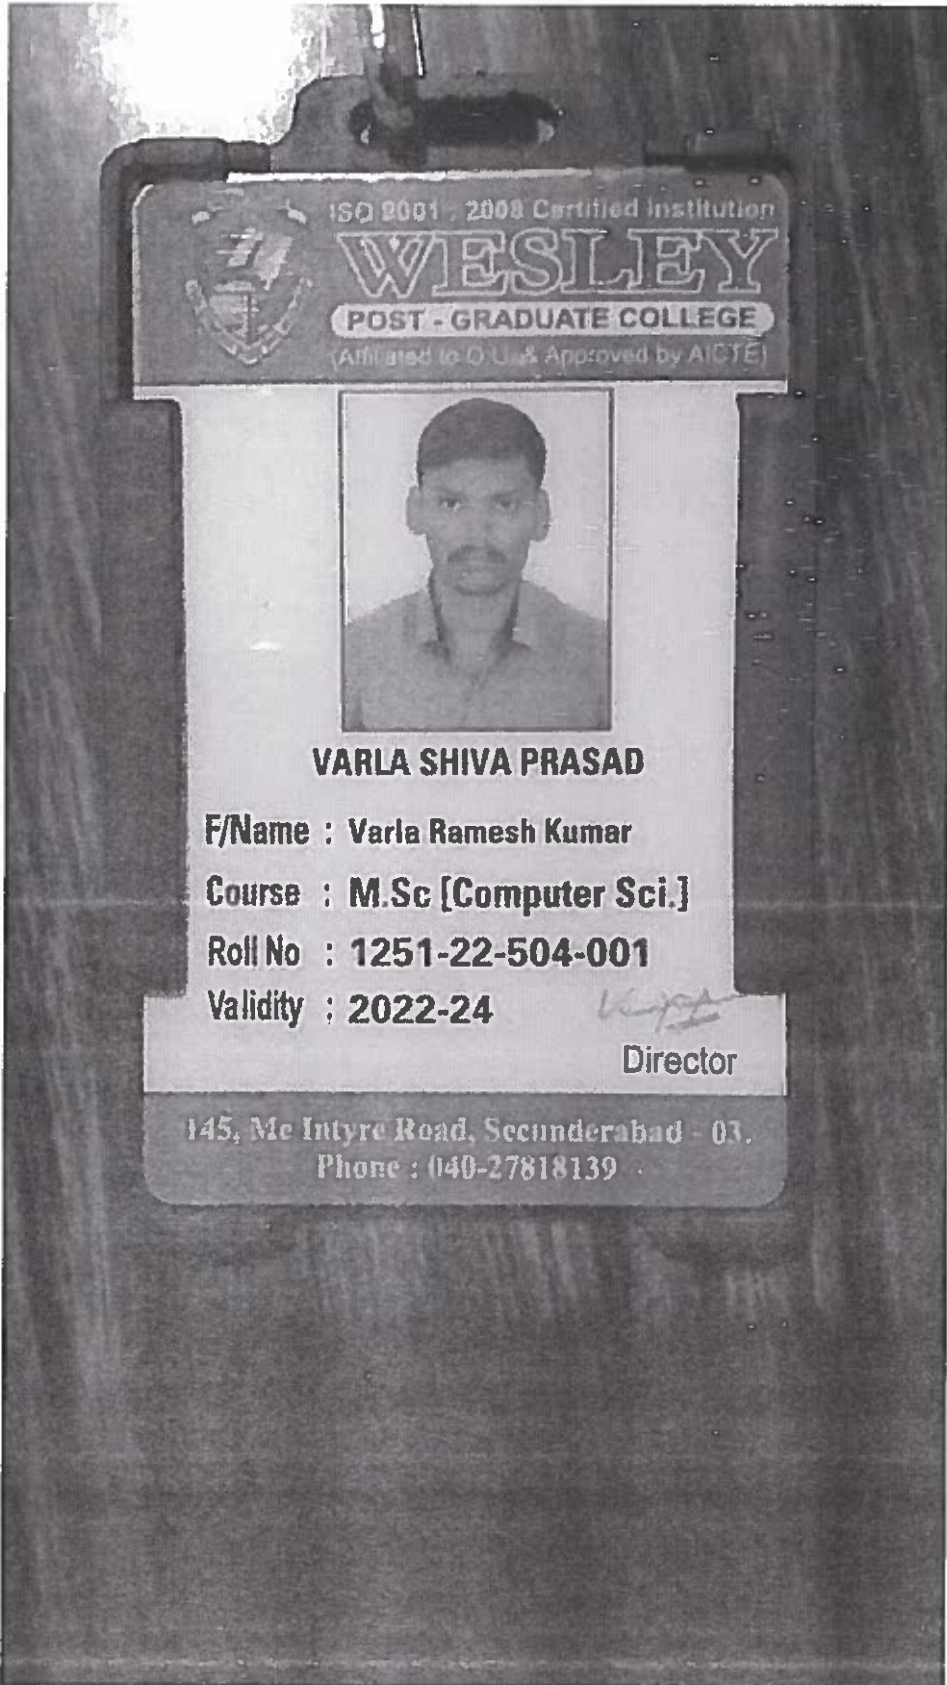 ISO 9001 : 2008 Certified Institution
WESLEY
POST - GRADUATE COLLEGE
(Affiliated to O.U. & Approved by AICTE)
VARLA SHIVA PRASAD
F/Name : Varla Ramesh Kumar
Course : M.Sc [Computer Sci.]
Roll No : 1251-22-504-001
Validity : 2022-24
Director
145, Mc Intyre Road, Secunderabad - 03.
Phone : 040-27818139